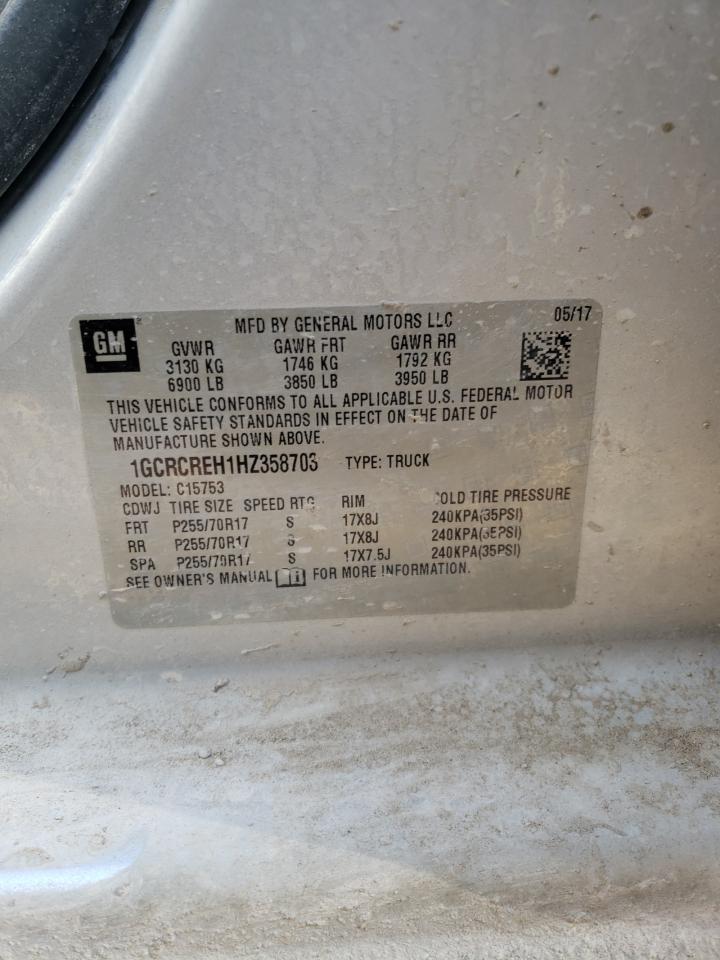 GM
MFD BY GENERAL MOTORS LLC 05/17
GVWR GAWR FRT GAWR RR
3130 KG 1746 KG 1792 KG
6900 LB 3850 LB 3950 LB
THIS VEHICLE CONFORMS TO ALL APPLICABLE U.S. FEDERAL MOTOR
VEHICLE SAFETY STANDARDS IN EFFECT ON THE DATE OF
MANUFACTURE SHOWN ABOVE.
1GCRCREH1HZ358703 TYPE: TRUCK
MODEL: C15753
CDWJ TIRE SIZE SPEED RTG RIM COLD TIRE PRESSURE
FRT P255/70R17 S 17X8J 240KPA(35PSI)
RR P255/70R17 S 17X8J 240KPA(35PSI)
SPA P255/70R17 S 17X7.5J 240KPA(35PSI)
SEE OWNER'S MANUAL FOR MORE INFORMATION.